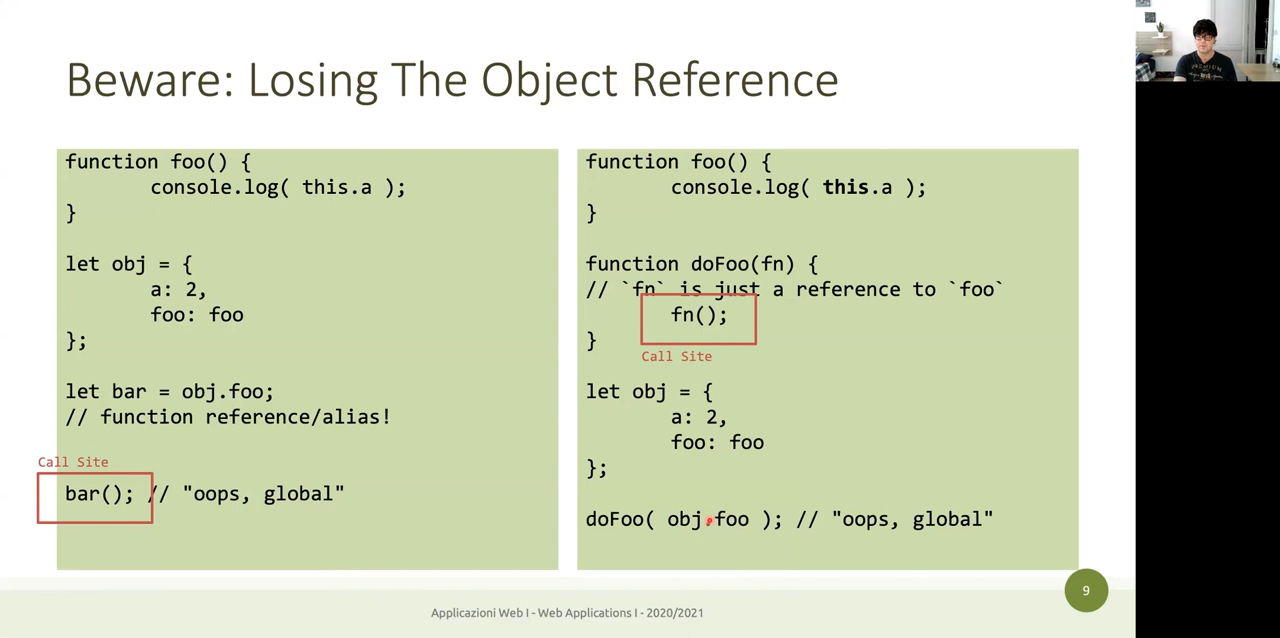 Beware: Losing The Object Reference
function foo() {
console.log( this.a );
}
let obj = {
a: 2,
foo: foo
};
let bar = obj.foo;
// function reference/alias!
Call Site
bar(); // "oops, global"
function foo() {
console.log( this.a );
}
function doFoo(fn) {
// `fn` is just a reference to `foo`
fn();
}
Call Site
let obj = {
a: 2,
foo: foo
};
doFoo( obj.foo ); // "oops, global"
9
Applicazioni Web I - Web Applications I - 2020/2021